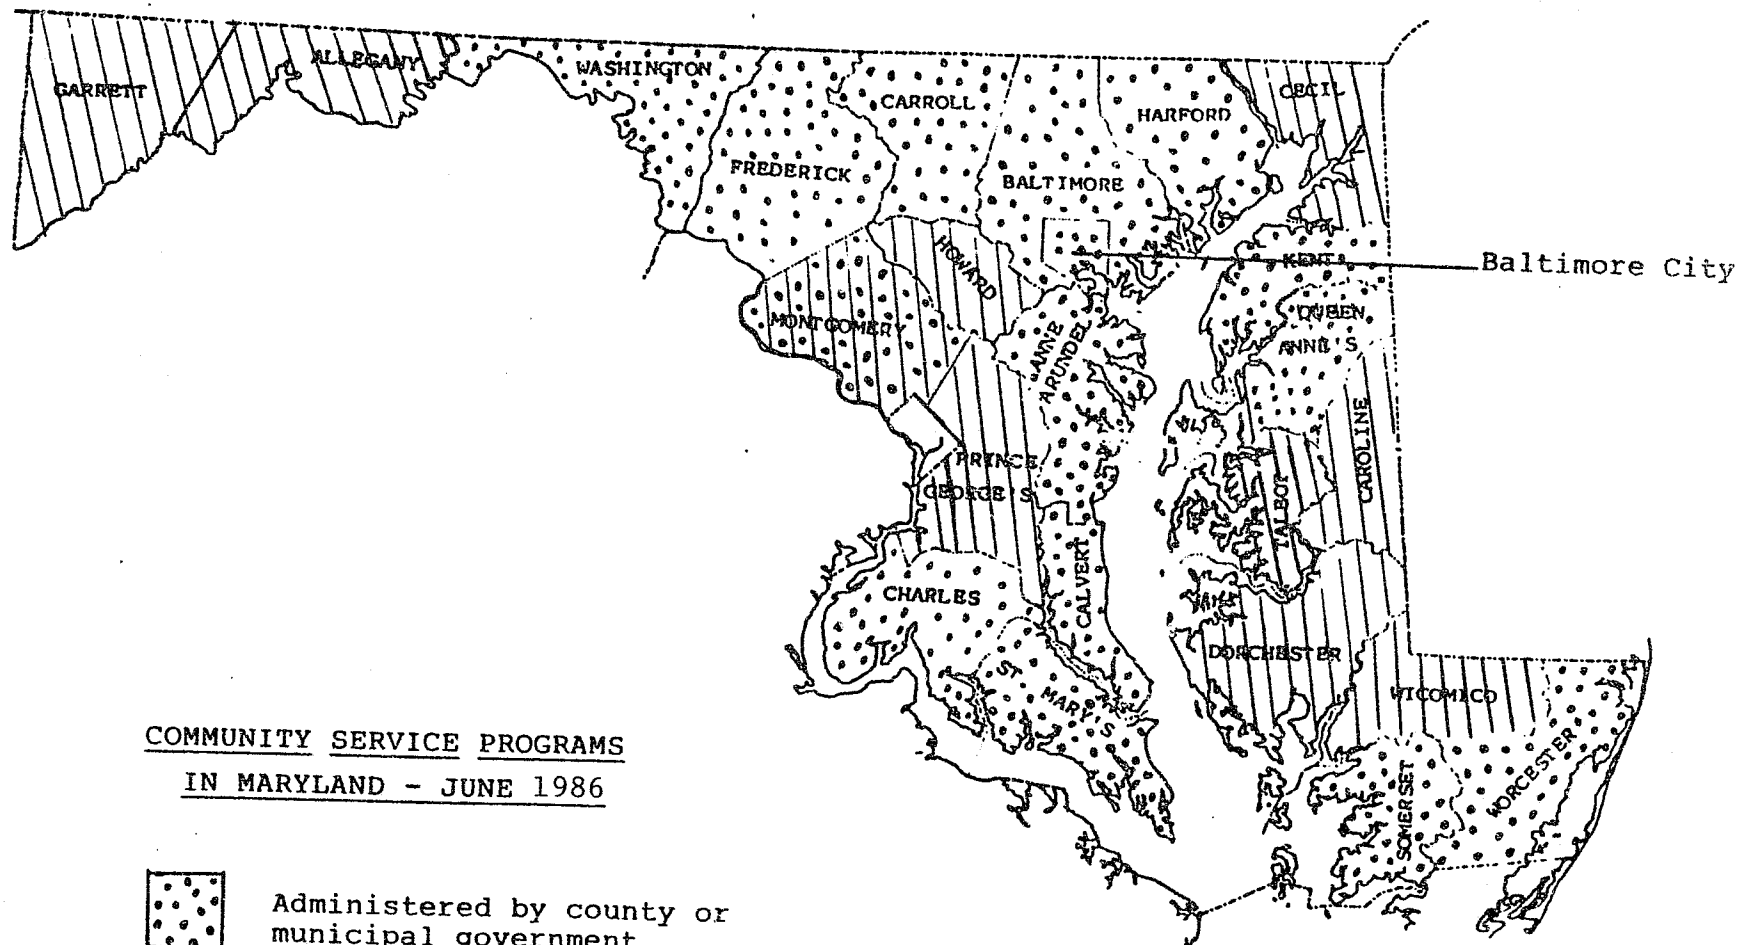 GARRETT
ALLEGANY
WASHINGTON
FREDERICK
CARROLL
BALTIMORE
HARFORD
CECIL
Baltimore City
KENT
QUEEN
ANNE'S
HOWARD
MONTGOMERY
ANNE
ARUNDEL
PRINCE
GEORGE'S
CAROLINE
TALBOT
CHARLES
CALVERT
ST. MARY'S
DORCHESTER
WICOMICO
SOMERSET
WORCESTER
COMMUNITY SERVICE PROGRAMS
IN MARYLAND - JUNE 1986
Administered by county or
municipal government